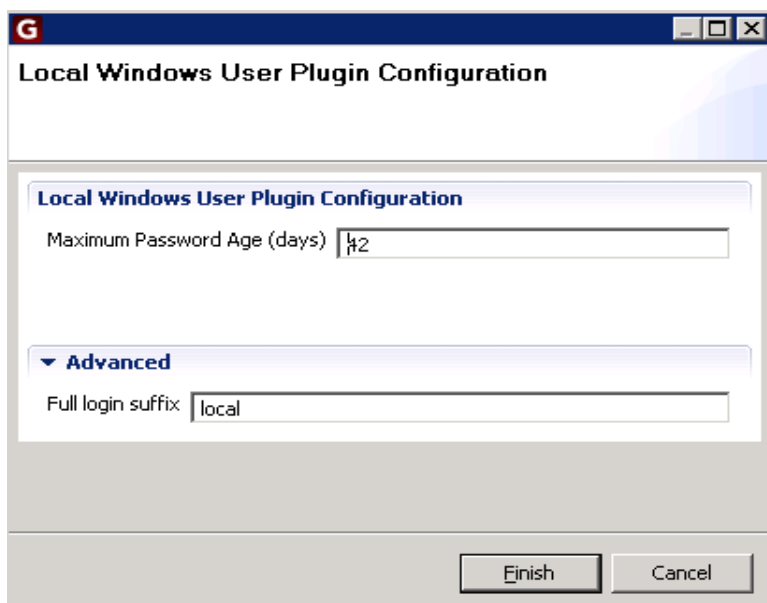 G
Local Windows User Plugin Configuration
Local Windows User Plugin Configuration
Maximum Password Age (days) 42
Advanced
Full login suffix local
Finish Cancel